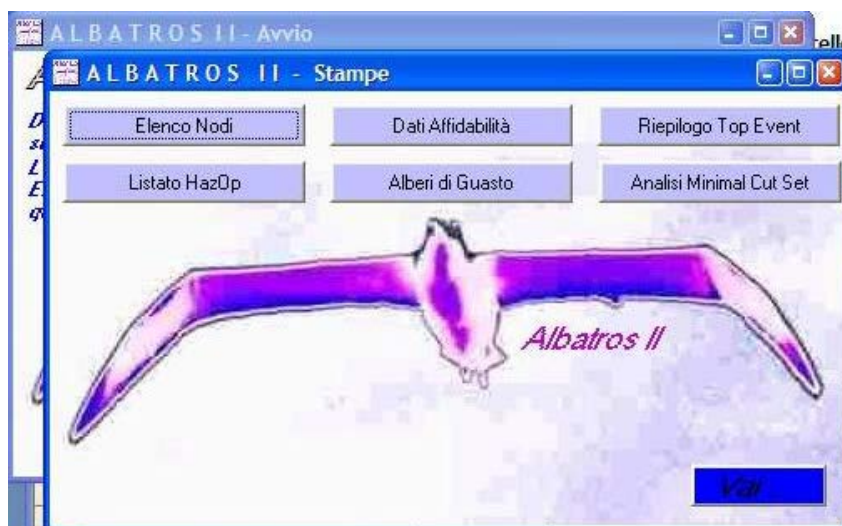 ALBATROS II - Avvio
ALBATROS II - Stampe
Elenco Nodi
Dati Affidabilità
Riepilogo Top Event
Listato HazOp
Alberi di Guasto
Analisi Minimal Cut Set
Albatros II
Vai